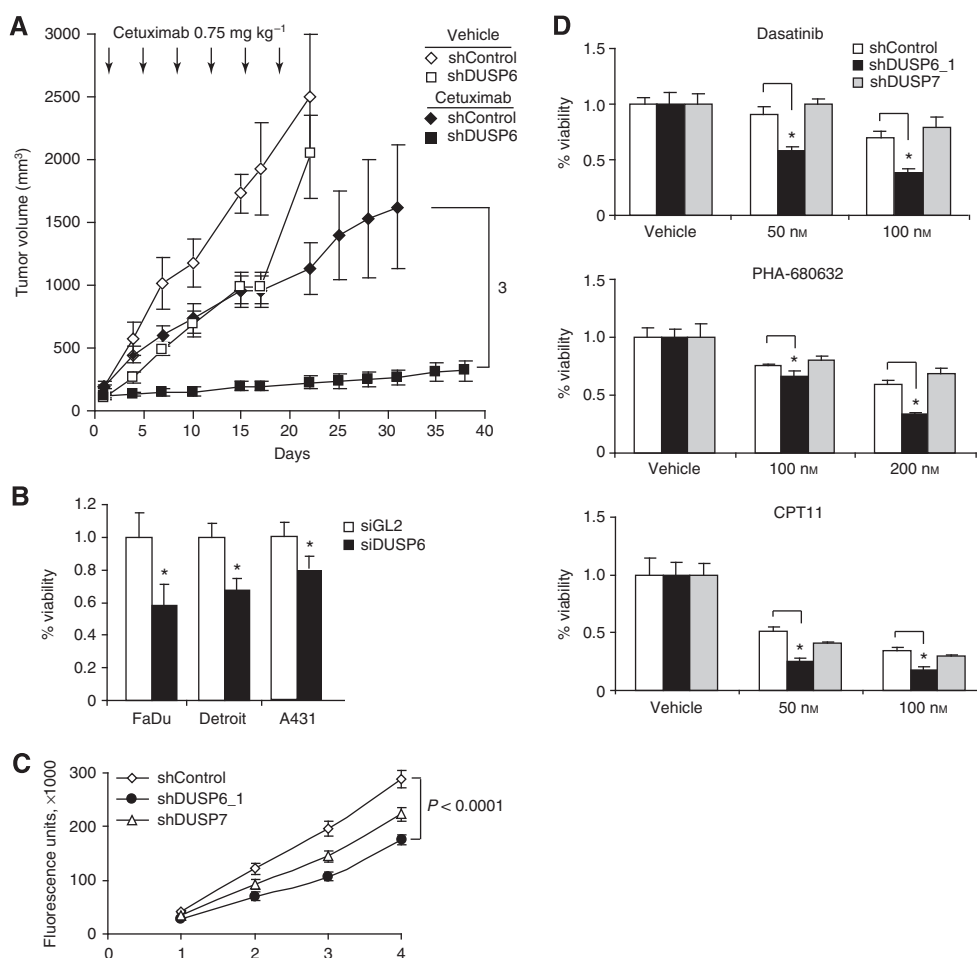 A
Cetuximab 0.75 mg kg⁻¹
Vehicle
shControl
shDUSP6
Cetuximab
shControl
shDUSP6
Tumor volume (mm³)
3000
2500
2000
1500
1000
500
0
3
0 5 10 15 20 25 30 35 40
Days
B
% viability
1.2
1.0
0.8
0.6
0.4
0.2
0
siGL2
siDUSP6
* * *
FaDu Detroit A431
C
Fluorescence units, ×1000
300
200
100
0
shControl
shDUSP6_1
shDUSP7
P < 0.0001
0 1 2 3 4
D
Dasatinib
shControl
shDUSP6_1
shDUSP7
% viability
1.5
1.0
0.5
0
* *
Vehicle 50 nM 100 nM
PHA-680632
% viability
1.5
1.0
0.5
0
* *
Vehicle 100 nM 200 nM
CPT11
% viability
1.5
1.0
0.5
0
* *
Vehicle 50 nM 100 nM